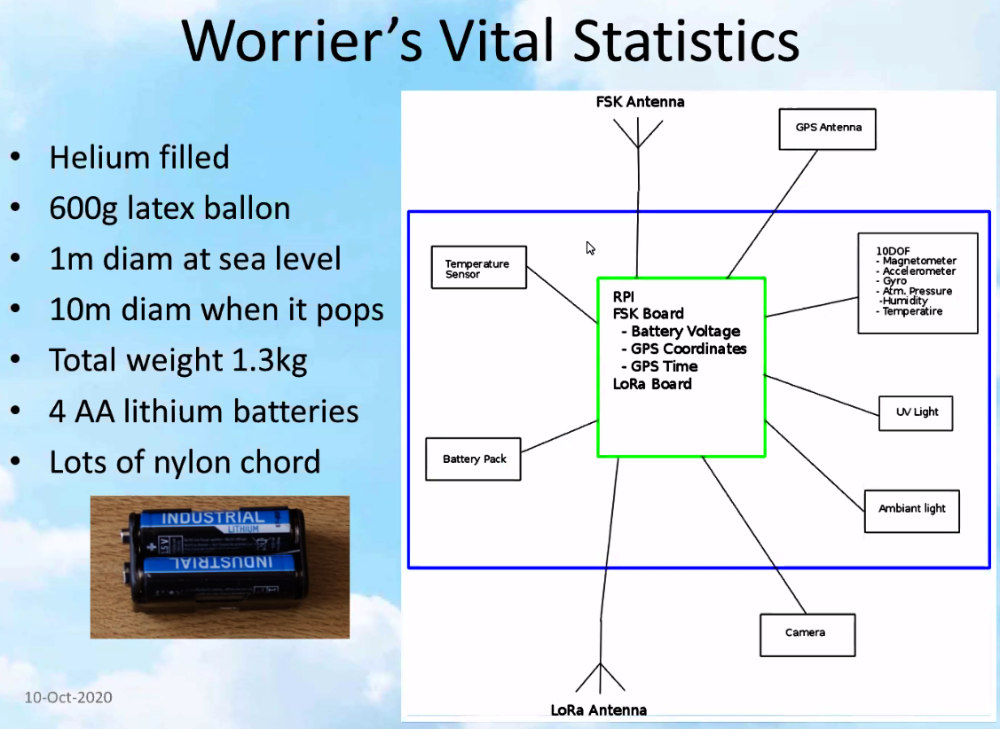 Worrier's Vital Statistics
• Helium filled
• 600g latex ballon
• 1m diam at sea level
• 10m diam when it pops
• Total weight 1.3kg
• 4 AA lithium batteries
• Lots of nylon chord
INDUSTRIAL
LITHIUM
INDUSTRIAL
10-Oct-2020
FSK Antenna
GPS Antenna
Temperature
Sensor
10DOF
- Magnetometer
- Accelerometer
- Gyro
- Atm. Pressure
-Humidity
- Temperatire
RPI
FSK Board
- Battery Voltage
- GPS Coordinates
- GPS Time
LoRa Board
UV Light
Battery Pack
Ambiant light
Camera
LoRa Antenna